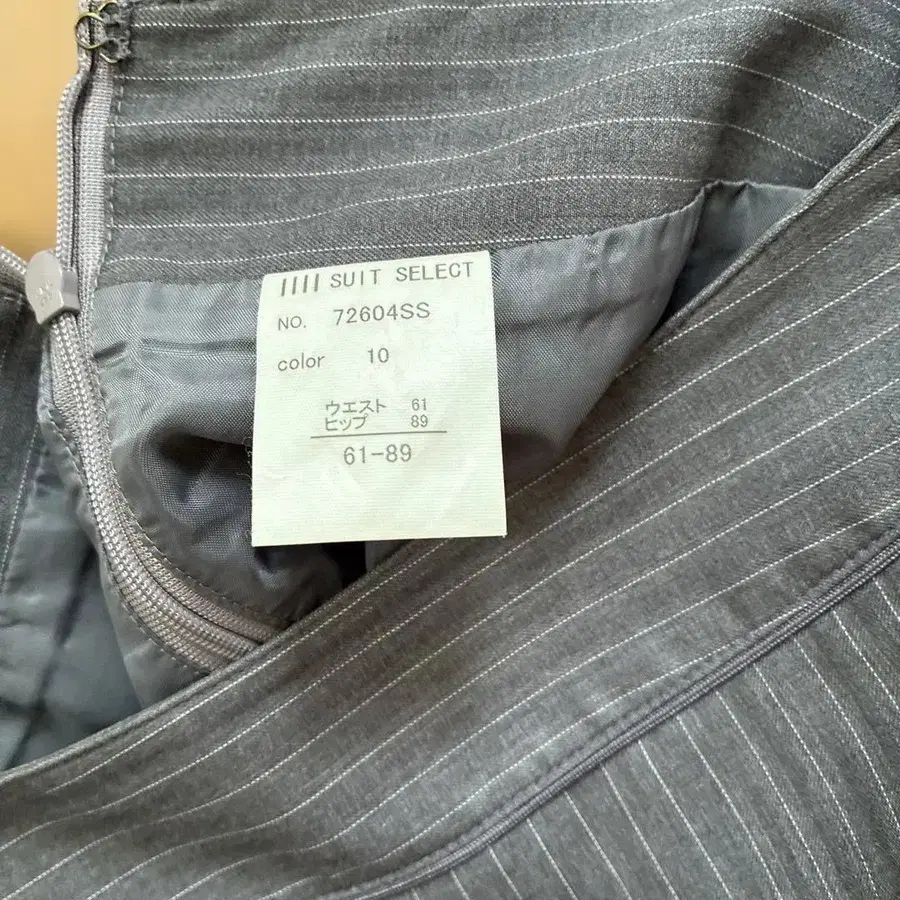 SUIT SELECT
NO. 72604SS
color 10
ウエスト 61
ヒップ 89
61-89